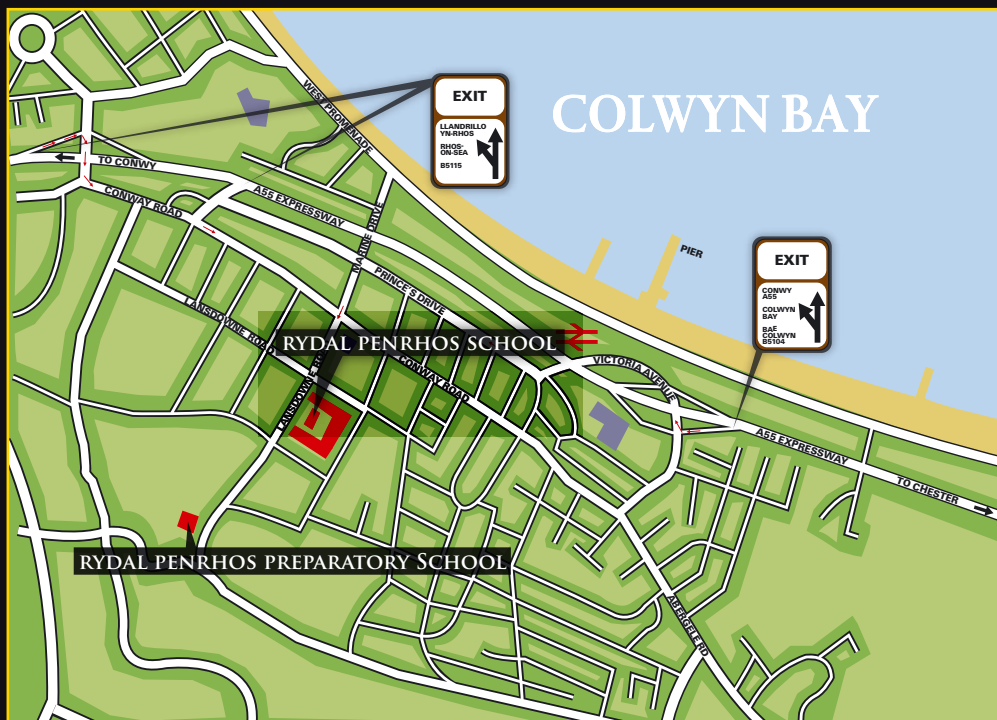 WEST PROMENADE
EXIT
LLANDRILLO
YN-RHOS
RHOS-
ON-SEA
B5115
COLWYN BAY
TO CONWY
CONWAY ROAD
A55 EXPRESSWAY
MARINE DRIVE
PIER
EXIT
CONWY
A55
COLWYN
BAY
BAE
COLWYN
B5104
PRINCE'S DRIVE
LANSDOWNE ROAD
RYDAL PENRHOS SCHOOL
VICTORIA AVENUE
CONWAY ROAD
LANSDOWNE RO
A55 EXPRESSWAY
TO CHESTER
RYDAL PENRHOS PREPARATORY SCHOOL
ABERGELE RD